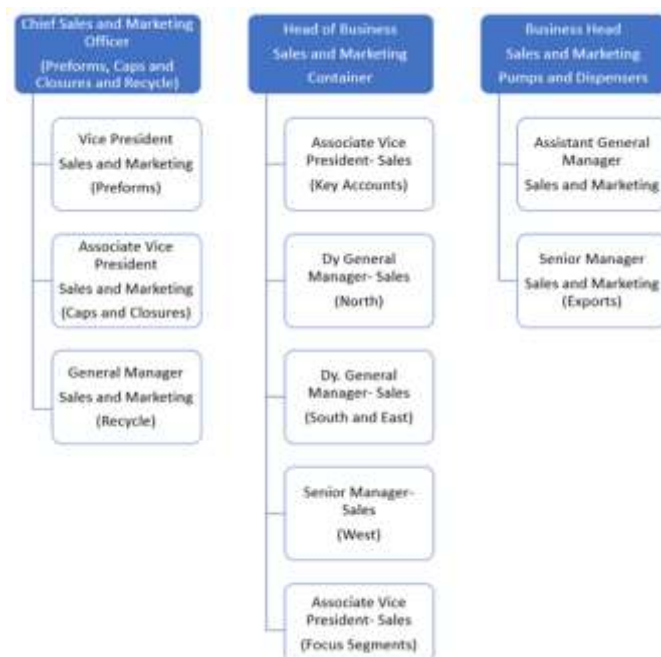 Chief Sales and Marketing
Officer
(Preforms, Caps and
Closures and Recycle)
Vice President
Sales and Marketing
(Preforms)
Associate Vice
President
Sales and Marketing
(Caps and Closures)
General Manager
Sales and Marketing
(Recycle)
Head of Business
Sales and Marketing
Container
Associate Vice
President- Sales
(Key Accounts)
Dy General
Manager- Sales
(North)
Dy. General
Manager- Sales
(South and East)
Senior Manager-
Sales
(West)
Associate Vice
President- Sales
(Focus Segments)
Business Head
Sales and Marketing
Pumps and Dispensers
Assistant General
Manager
Sales and Marketing
Senior Manager
Sales and Marketing
(Exports)